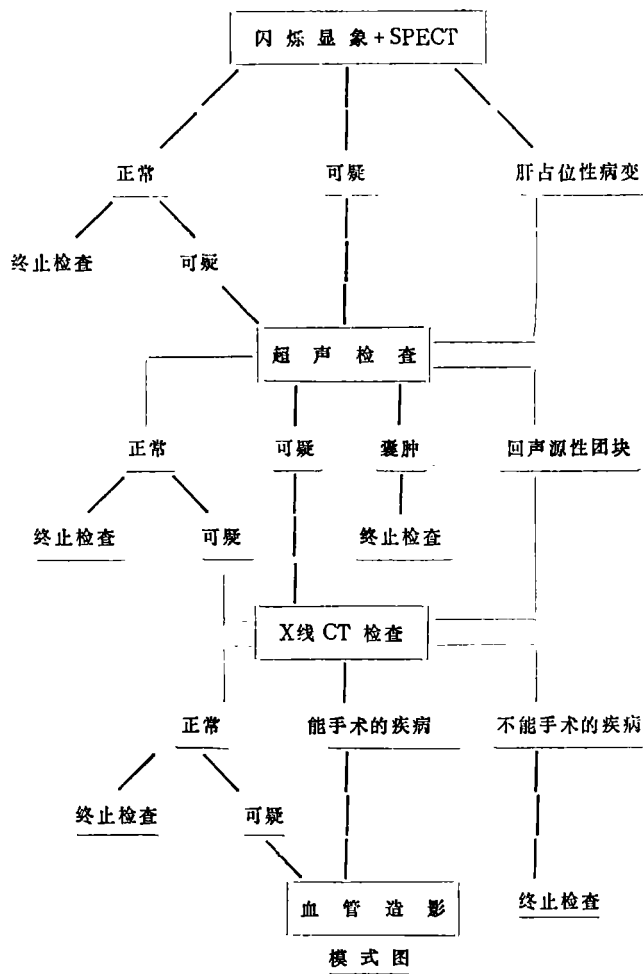 闪烁显象+SPECT
正常 可疑 肝占位性病变
终止检查 可疑
超声检查
正常 可疑 囊肿 回声源性团块
终止检查 可疑 终止检查
X线CT检查
正常 能手术的疾病 不能手术的疾病
终止检查 可疑
血管造影 终止检查
模式图